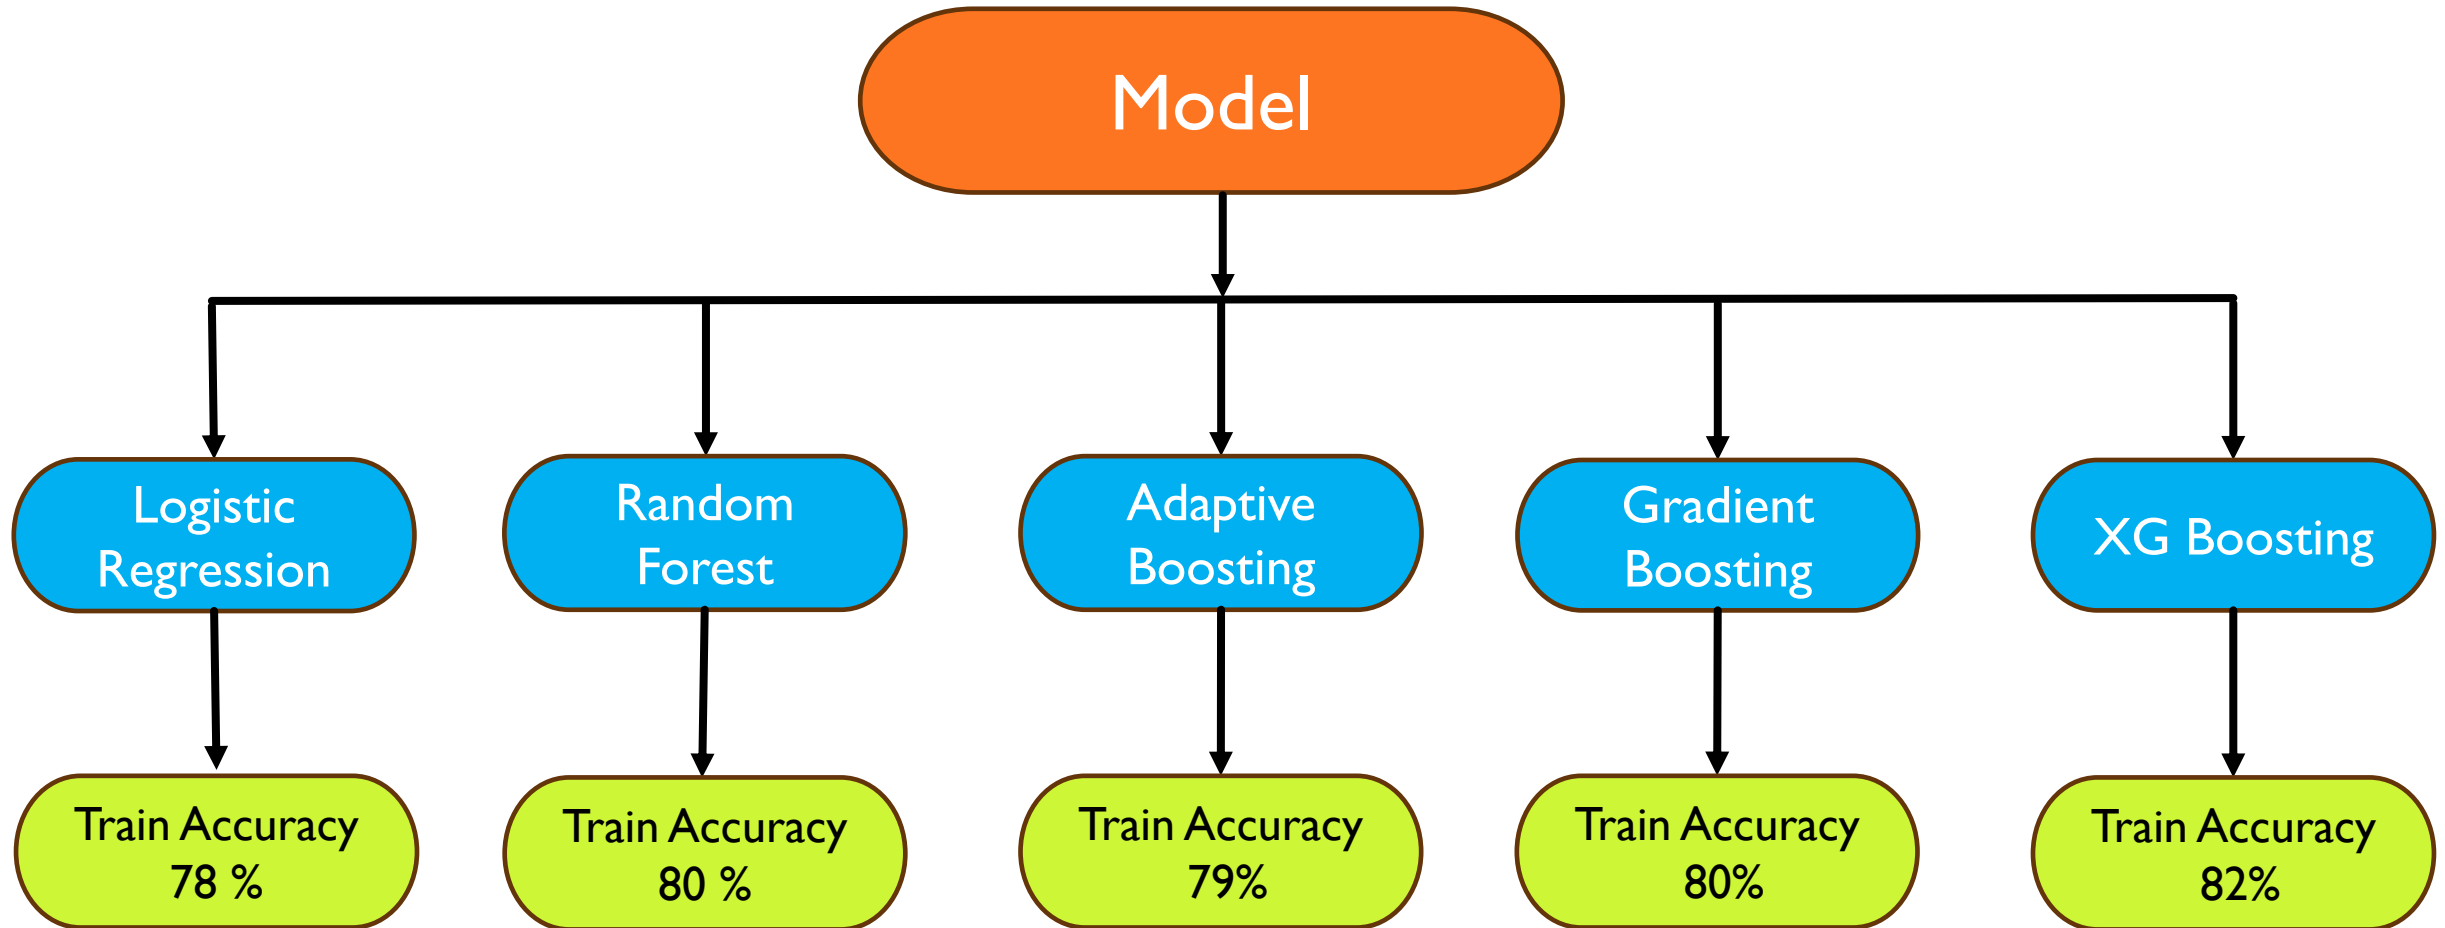 Model
Logistic
Regression
Random
Forest
Adaptive
Boosting
Gradient
Boosting
XG Boosting
Train Accuracy
78 %
Train Accuracy
80 %
Train Accuracy
79%
Train Accuracy
80%
Train Accuracy
82%